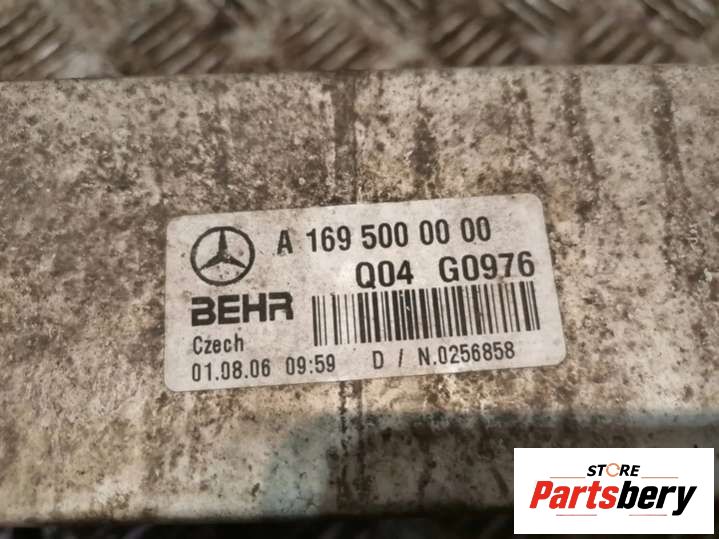 A 169 500 00 00
Q04 G0976
BEHR
Czech
01.08.06 09:59 D / N.0256858
STORE
Partsbery